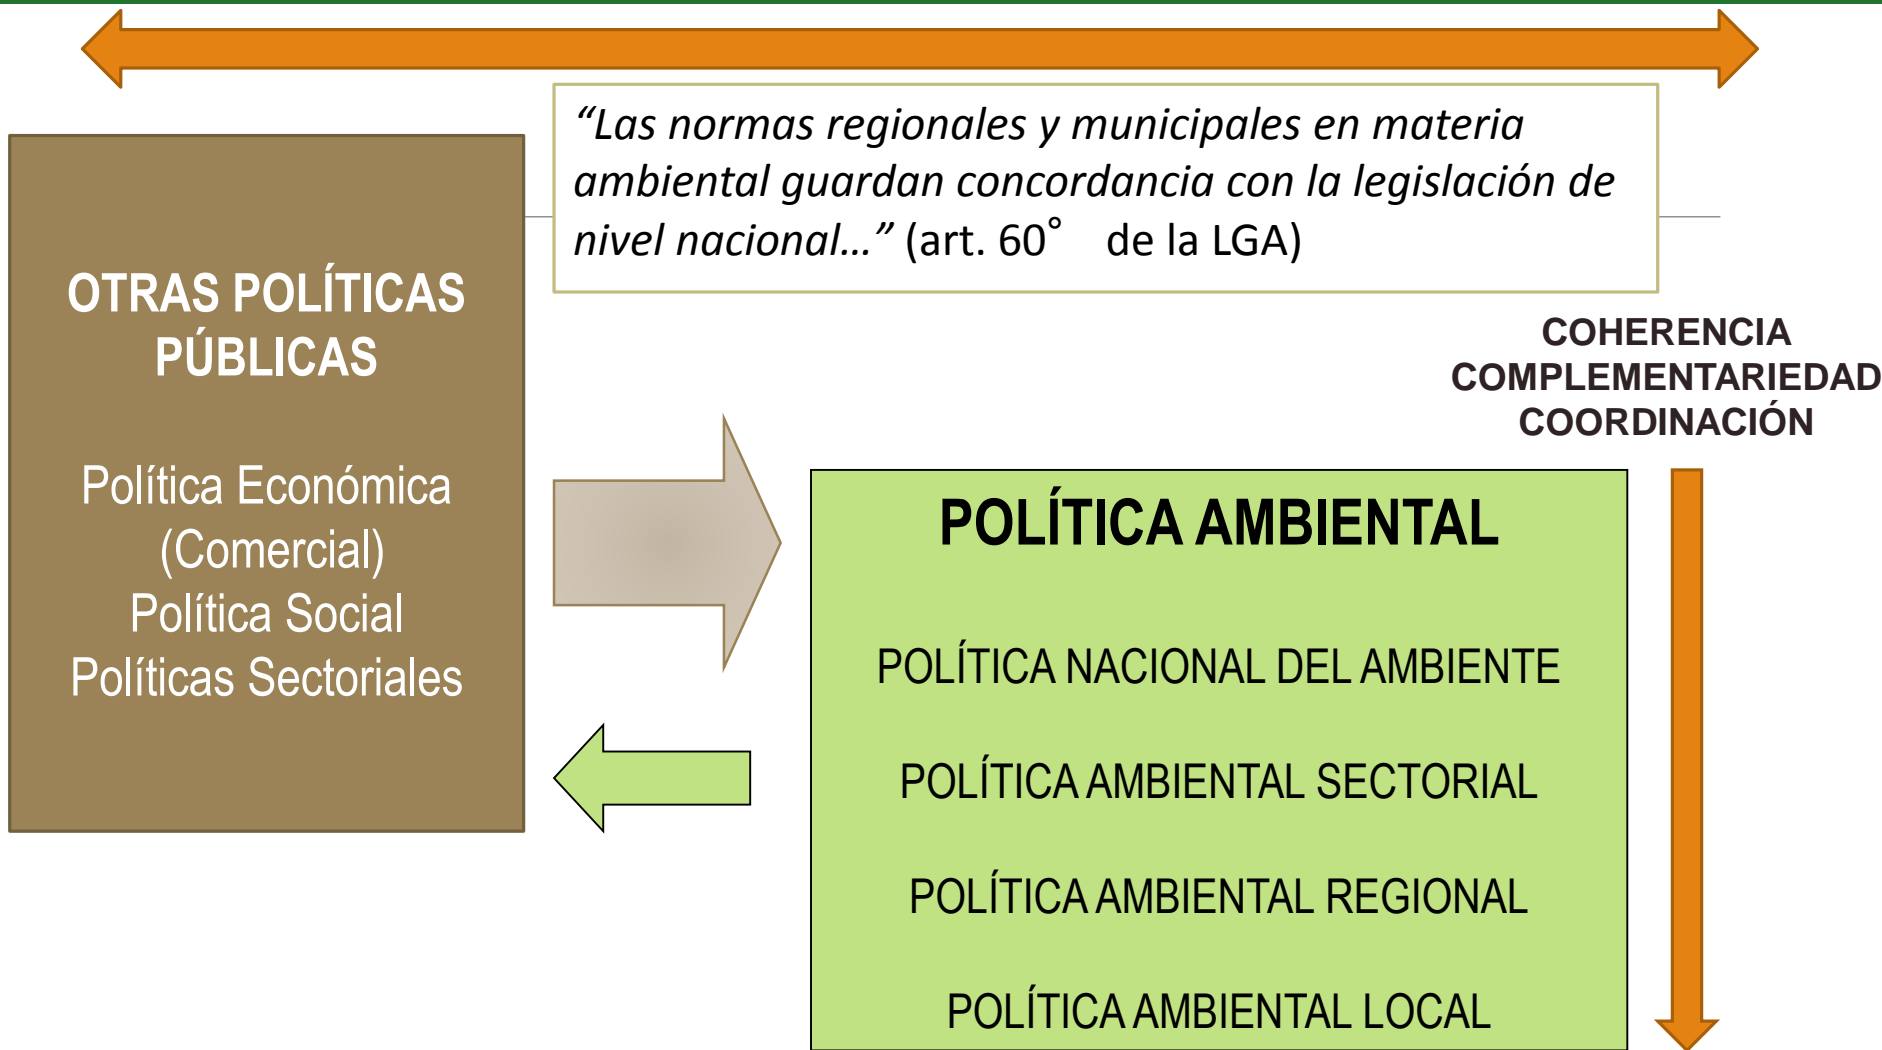 “Las normas regionales y municipales en materia
ambiental guardan concordancia con la legislación de
nivel nacional…” (art. 60° de la LGA)
OTRAS POLÍTICAS
PÚBLICAS
Política Económica
(Comercial)
Política Social
Políticas Sectoriales
COHERENCIA
COMPLEMENTARIEDAD
COORDINACIÓN
POLÍTICA AMBIENTAL
POLÍTICA NACIONAL DEL AMBIENTE
POLÍTICA AMBIENTAL SECTORIAL
POLÍTICA AMBIENTAL REGIONAL
POLÍTICA AMBIENTAL LOCAL